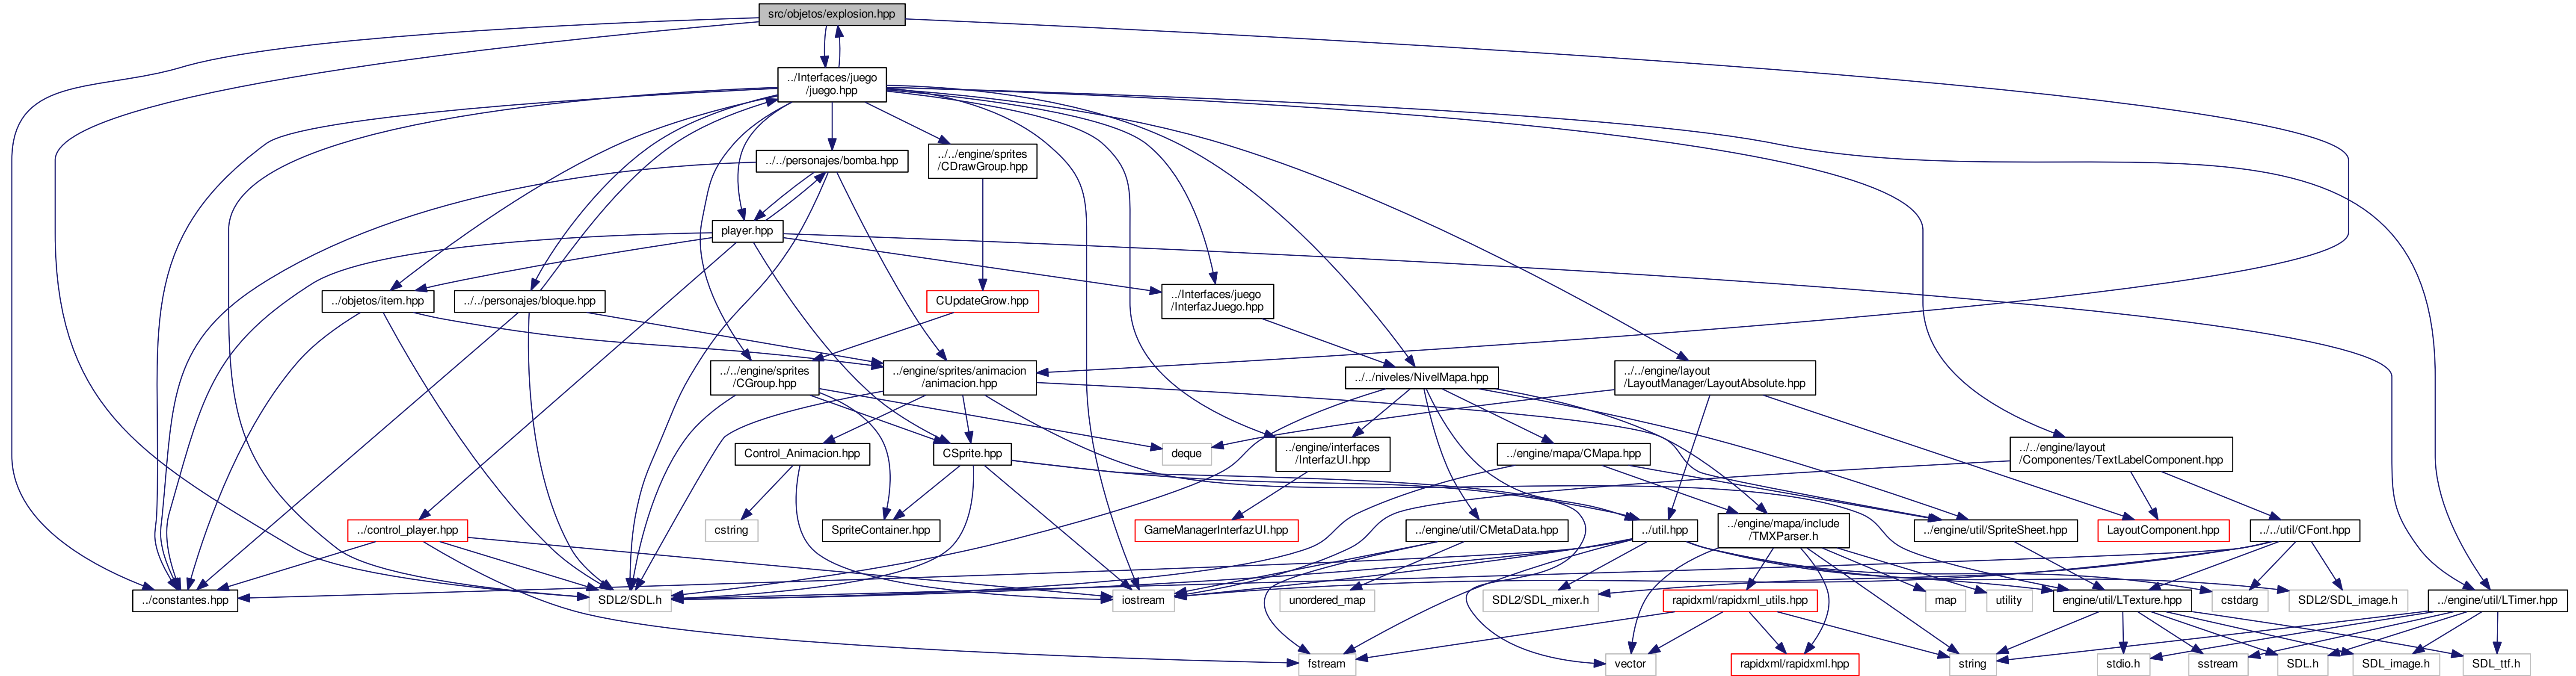 src/objetos/explosion.hpp
../Interfaces/juego
/juego.hpp
../../personajes/bomba.hpp
../../engine/sprites
/CDrawGroup.hpp
player.hpp
../objetos/item.hpp
../../personajes/bloque.hpp
CUpdateGrow.hpp
../Interfaces/juego
/InterfazJuego.hpp
../../engine/sprites
/CGroup.hpp
../engine/sprites/animacion
/animacion.hpp
../../niveles/NivelMapa.hpp
../../engine/layout
/LayoutManager/LayoutAbsolute.hpp
Control_Animacion.hpp
CSprite.hpp
deque
../engine/interfaces
/InterfazUI.hpp
../engine/mapa/CMapa.hpp
../../engine/layout
/Componentes/TextLabelComponent.hpp
../control_player.hpp
cstring
SpriteContainer.hpp
GameManagerInterfazUI.hpp
../engine/util/CMetaData.hpp
../util.hpp
../engine/mapa/include
/TMXParser.h
../engine/util/SpriteSheet.hpp
LayoutComponent.hpp
../../util/CFont.hpp
../constantes.hpp
SDL2/SDL.h
iostream
unordered_map
SDL2/SDL_mixer.h
rapidxml/rapidxml_utils.hpp
map
utility
engine/util/LTexture.hpp
cstdarg
SDL2/SDL_image.h
../engine/util/LTimer.hpp
fstream
vector
rapidxml/rapidxml.hpp
string
stdio.h
sstream
SDL.h
SDL_image.h
SDL_ttf.h